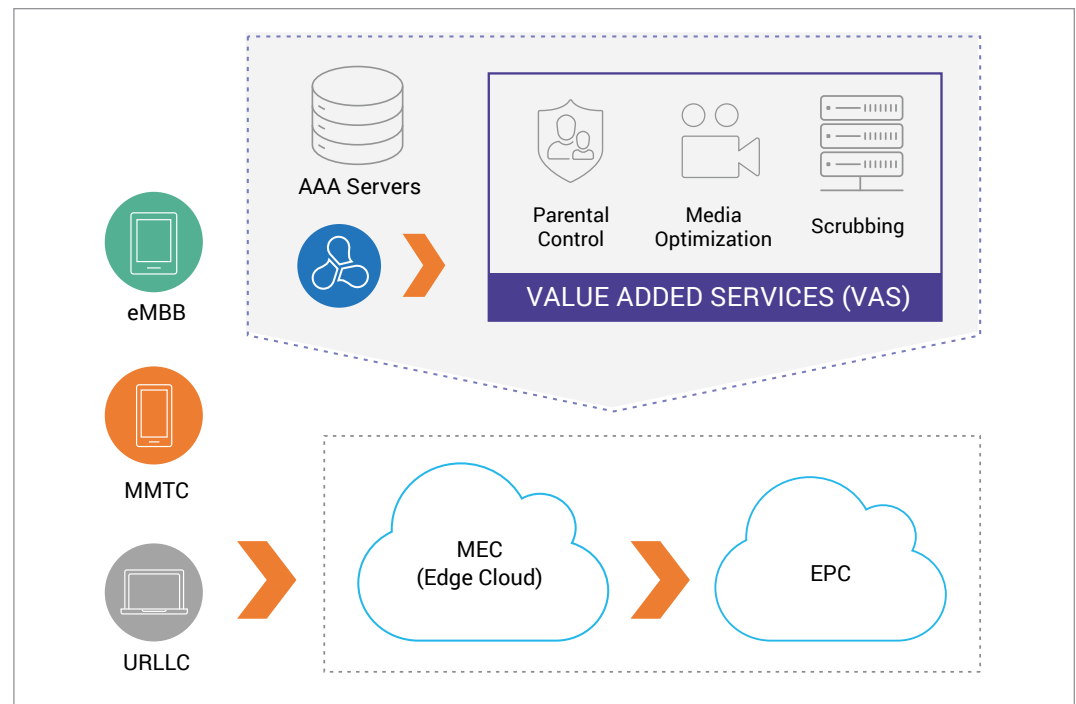 AAA Servers
Parental
Control
Media
Optimization
Scrubbing
VALUE ADDED SERVICES (VAS)
eMBB
MMTC
URLLC
MEC
(Edge Cloud)
EPC